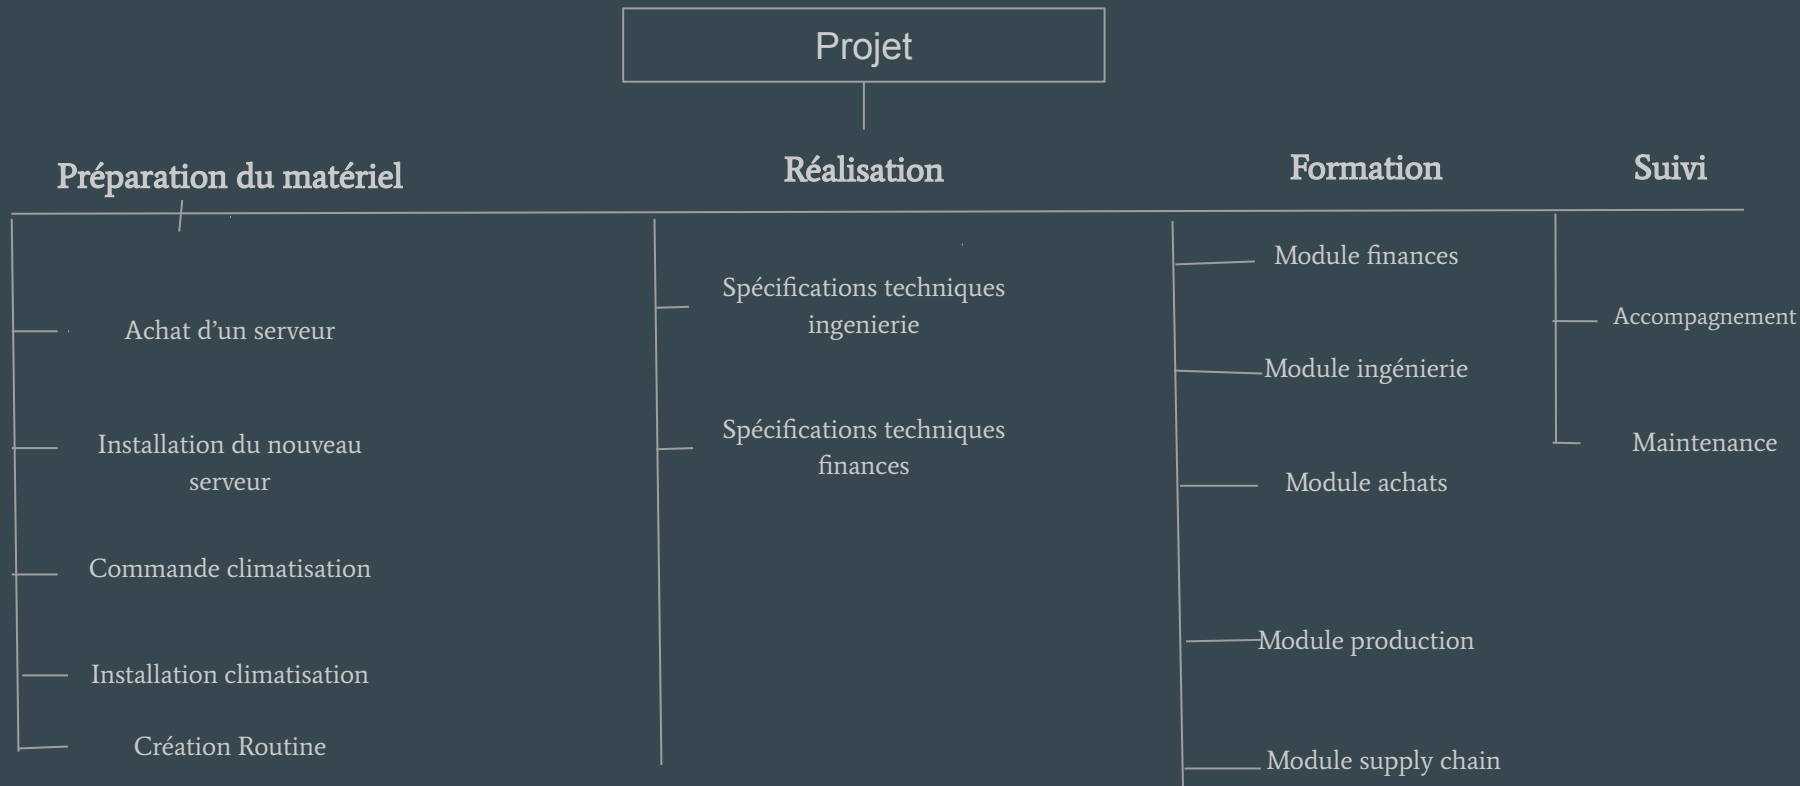 Projet
Préparation du matériel
Achat d’un serveur
Installation du nouveau
serveur
Commande climatisation
Installation climatisation
Création Routine
Réalisation
Spécifications techniques
ingenierie
Spécifications techniques
finances
Formation
Module finances
Module ingénierie
Module achats
Module production
Module supply chain
Suivi
Accompagnement
Maintenance